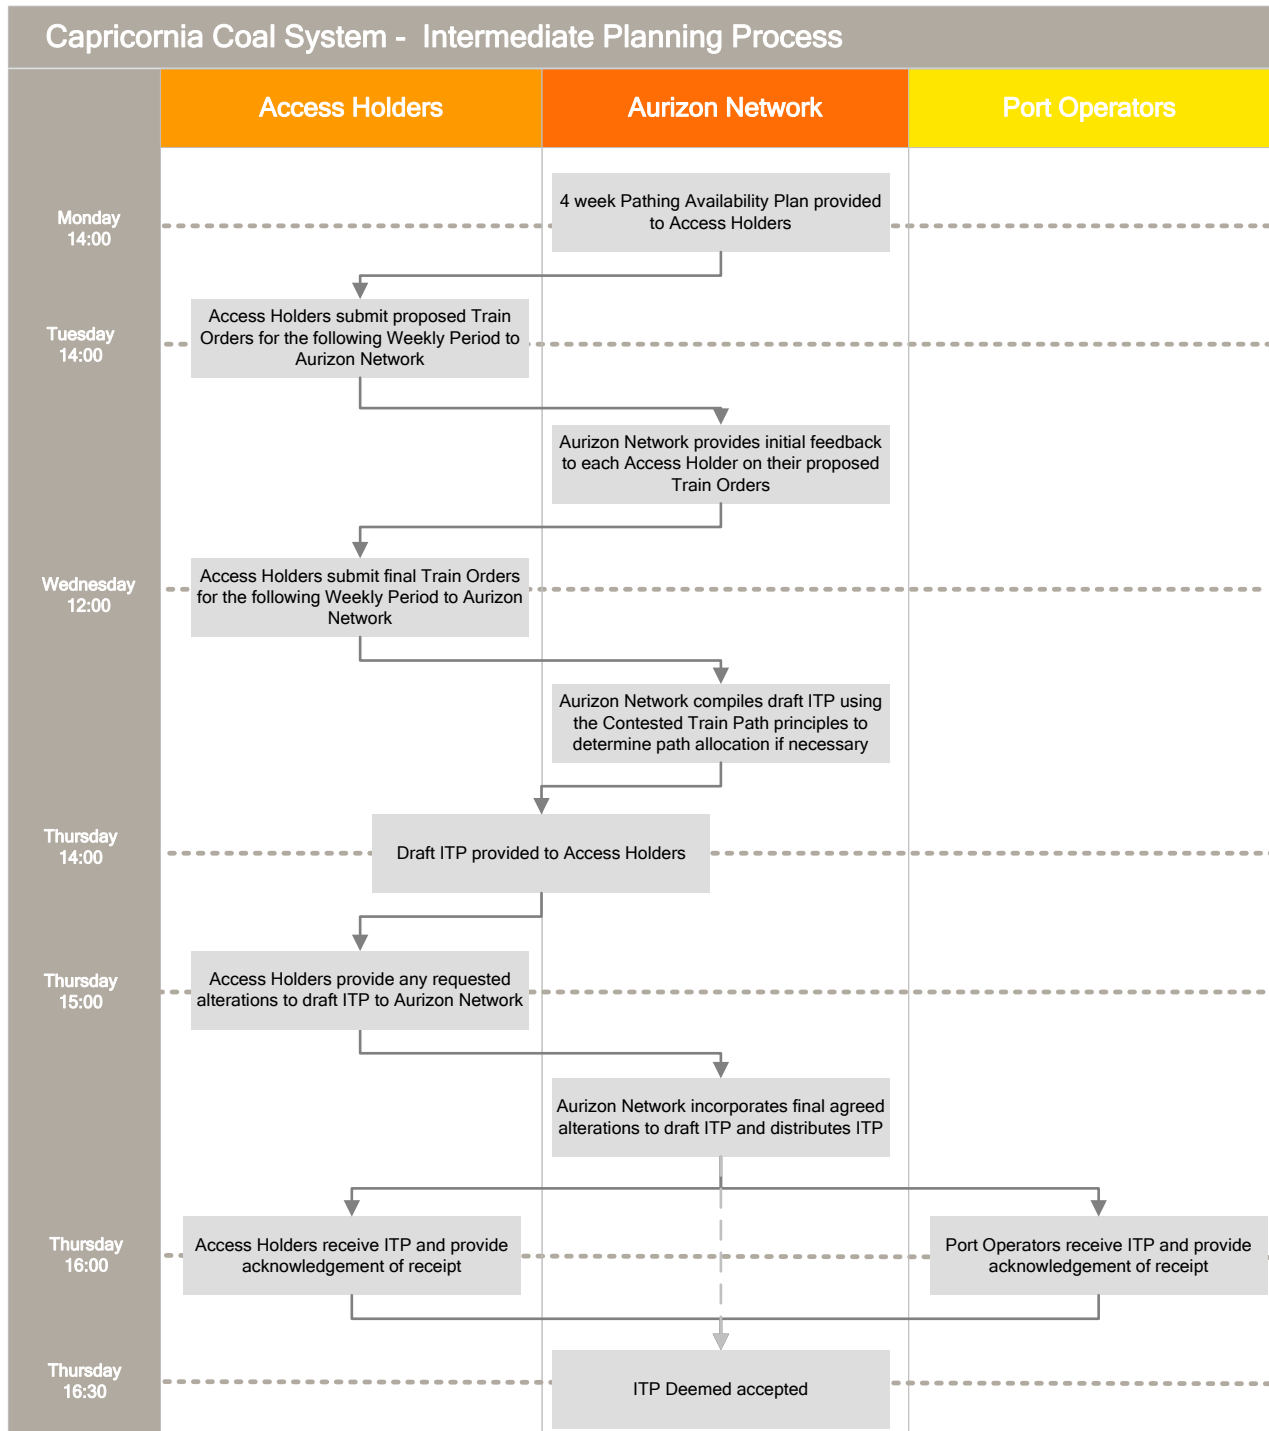 Capricornia Coal System -  Intermediate Planning Process
Access Holders
Aurizon Network
Port Operators
Monday
14:00
4 week Pathing Availability Plan provided
to Access Holders
Tuesday
14:00
Access Holders submit proposed Train
Orders for the following Weekly Period to
Aurizon Network
Aurizon Network provides initial feedback
to each Access Holder on their proposed
Train Orders
Wednesday
12:00
Access Holders submit final Train Orders
for the following Weekly Period to Aurizon
Network
Aurizon Network compiles draft ITP using
the Contested Train Path principles to
determine path allocation if necessary
Thursday
14:00
Draft ITP provided to Access Holders
Thursday
15:00
Access Holders provide any requested
alterations to draft ITP to Aurizon Network
Aurizon Network incorporates final agreed
alterations to draft ITP and distributes ITP
Thursday
16:00
Access Holders receive ITP and provide
acknowledgement of receipt
Port Operators receive ITP and provide
acknowledgement of receipt
Thursday
16:30
ITP Deemed accepted